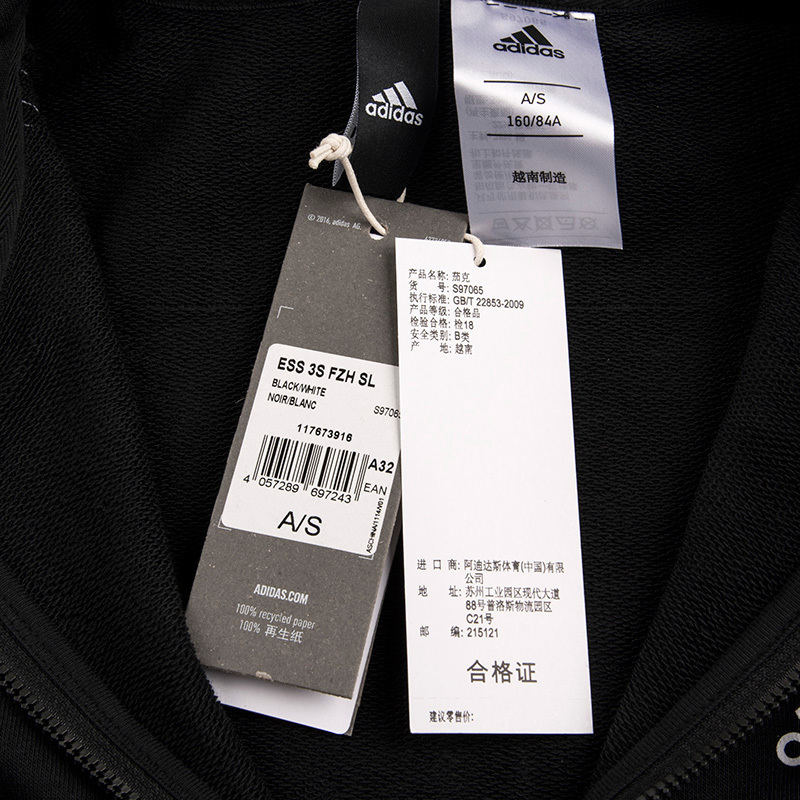 adidas
A/S
160/84A
越南制造
adidas
© 2016, adidas AG.
ESS 3S FZH SL
BLACK/WHITE
NOIR/BLANC
S97065
117673916
A32
4 057289 697243
EAN
A/S
ASCHINA/1114/V01
ADIDAS.COM
100% recycled paper
100% 再生纸
产品名称: 茄克
货 号: S97065
执行标准: GB/T 22853-2009
产品等级: 合格品
检验合格: 检18
安全类别: B类
产 地: 越南
进 口 商: 阿迪达斯体育(中国)有限
公司
地 址: 苏州工业园区现代大道
88号普洛斯物流园区
C21号
邮 编: 215121
合格证
建议零售价: